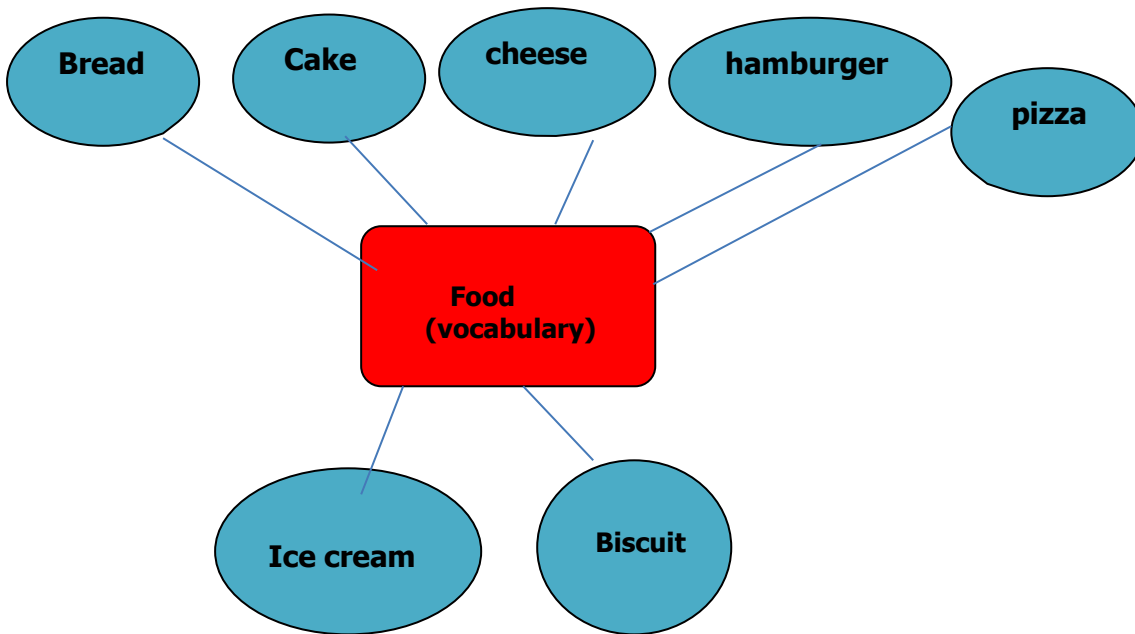 Bread
Cake
cheese
hamburger
pizza
Food
(vocabulary)
Ice cream
Biscuit